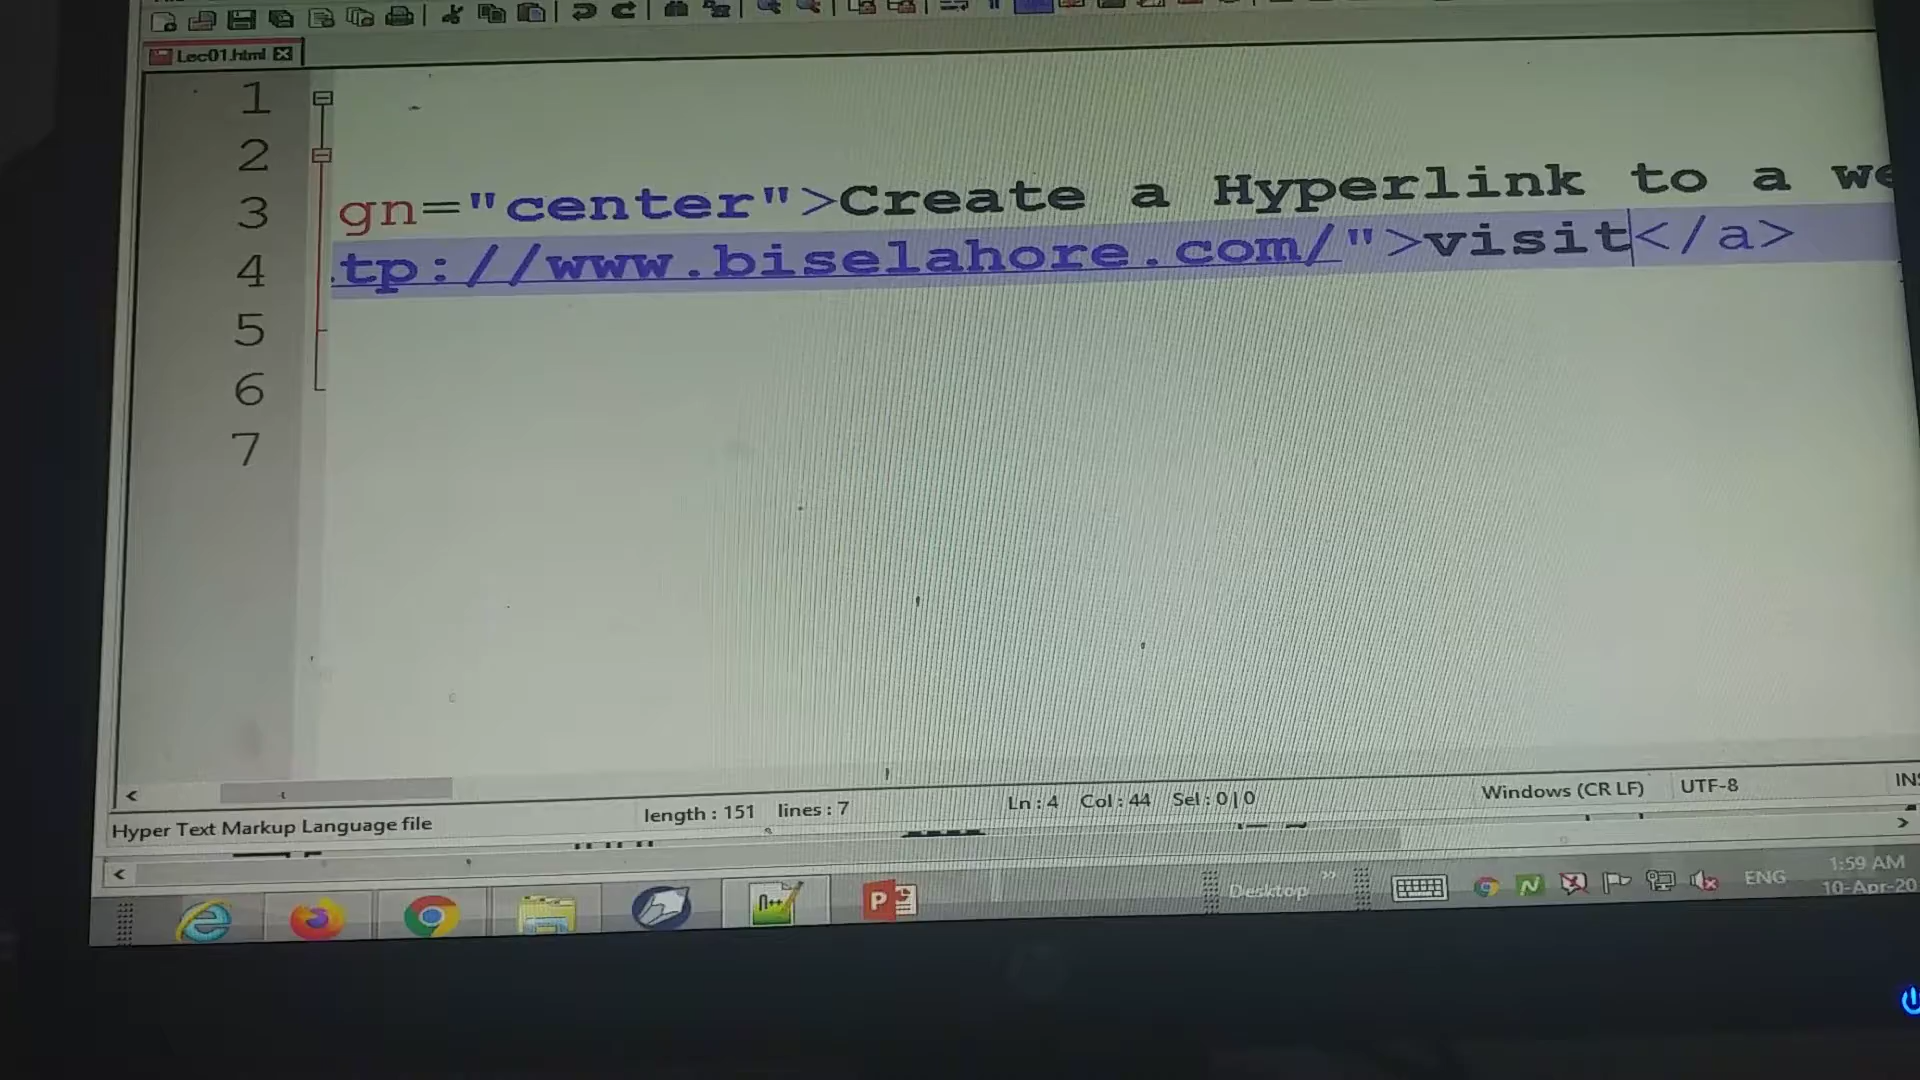 Lec01.html
1
2
3 gn="center">Create a Hyperlink to a we
4 tp://www.biselahore.com/">visit</a>
5
6
7
Hyper Text Markup Language file length : 151 lines : 7 Ln : 4 Col : 44 Sel : 0 | 0 Windows (CR LF) UTF-8 IN
Desktop ENG 1:59 AM
10-Apr-20